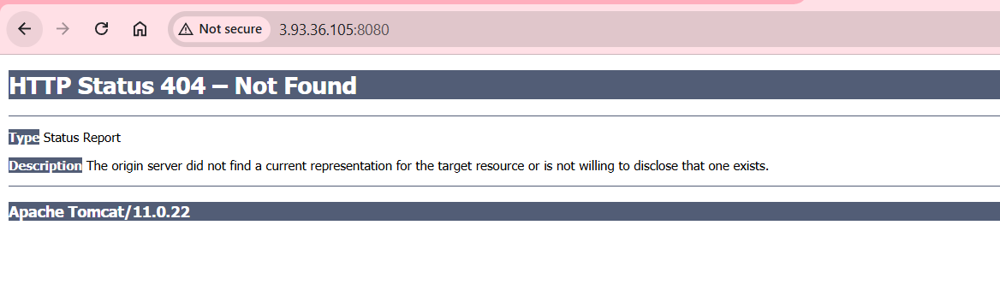 Not secure 3.93.36.105:8080
HTTP Status 404 – Not Found
Type Status Report
Description The origin server did not find a current representation for the target resource or is not willing to disclose that one exists.
Apache Tomcat/11.0.22